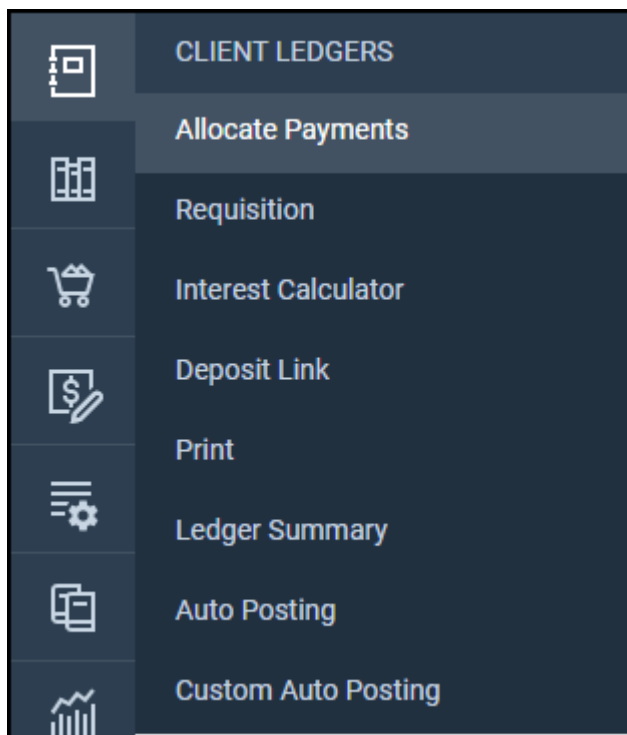 CLIENT LEDGERS
Allocate Payments
Requisition
Interest Calculator
Deposit Link
Print
Ledger Summary
Auto Posting
Custom Auto Posting